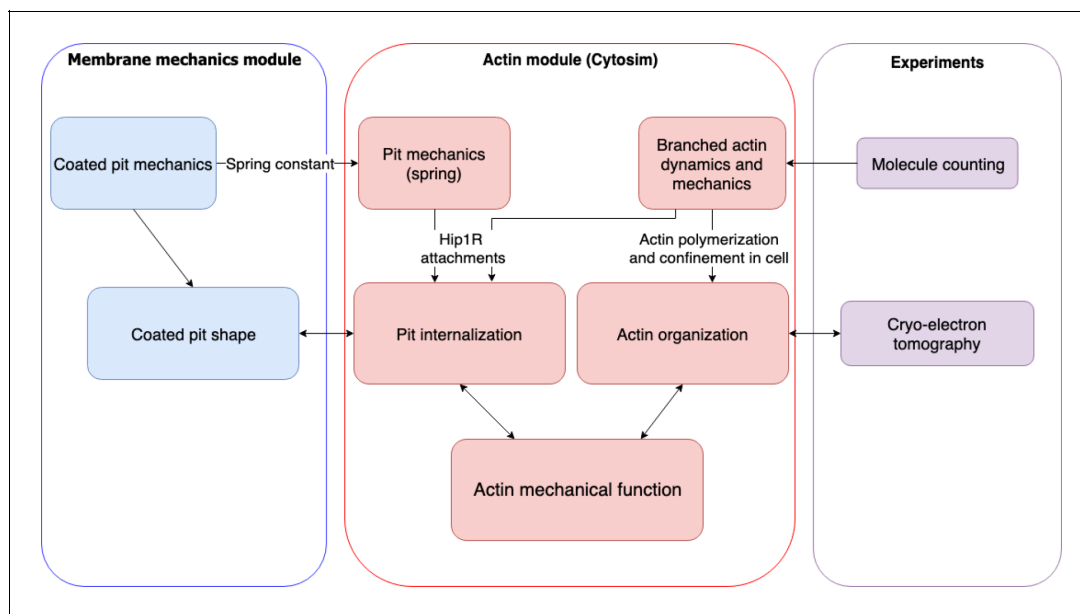 Membrane mechanics module
Actin module (Cytosim)
Experiments
Coated pit mechanics
Spring constant
Pit mechanics
(spring)
Branched actin
dynamics and
mechanics
Molecule counting
Hip1R
attachments
Actin polymerization
and confinement in cell
Coated pit shape
Pit internalization
Actin organization
Cryo-electron
tomography
Actin mechanical function